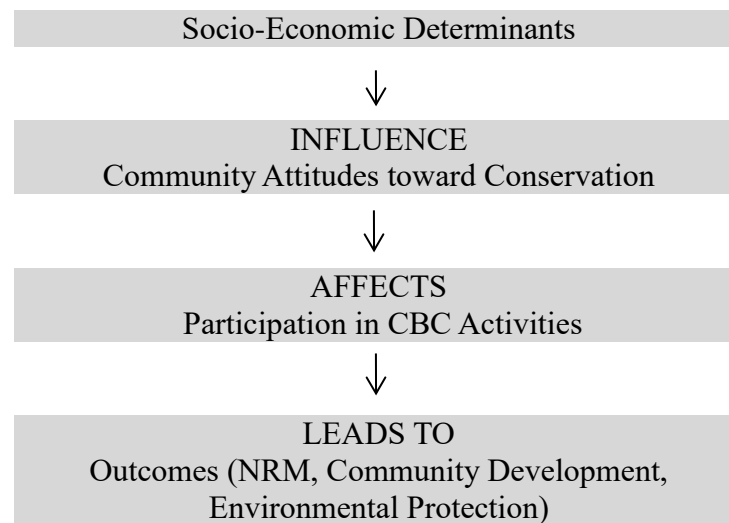 Socio-Economic Determinants
INFLUENCE
Community Attitudes toward Conservation
AFFECTS
Participation in CBC Activities
LEADS TO
Outcomes (NRM, Community Development,
Environmental Protection)